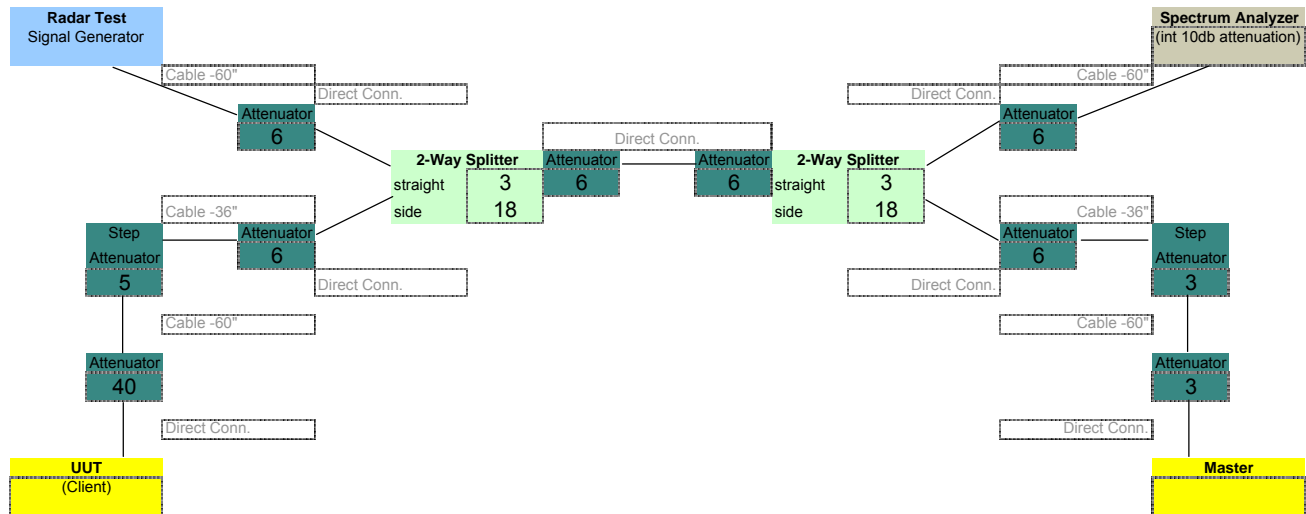 Radar Test
Signal Generator
Spectrum Analyzer
(int 10db attenuation)
Cable -60"
Cable -60"
Direct Conn.
Direct Conn.
Attenuator
6
Attenuator
6
Direct Conn.
2-Way Splitter
straight 3
side 18
Attenuator
6
Attenuator
6
2-Way Splitter
straight 3
side 18
Cable -36"
Cable -36"
Step
Attenuator
5
Attenuator
6
Attenuator
6
Step
Attenuator
3
Direct Conn.
Direct Conn.
Cable -60"
Cable -60"
Attenuator
40
Attenuator
3
Direct Conn.
Direct Conn.
UUT
(Client)
Master